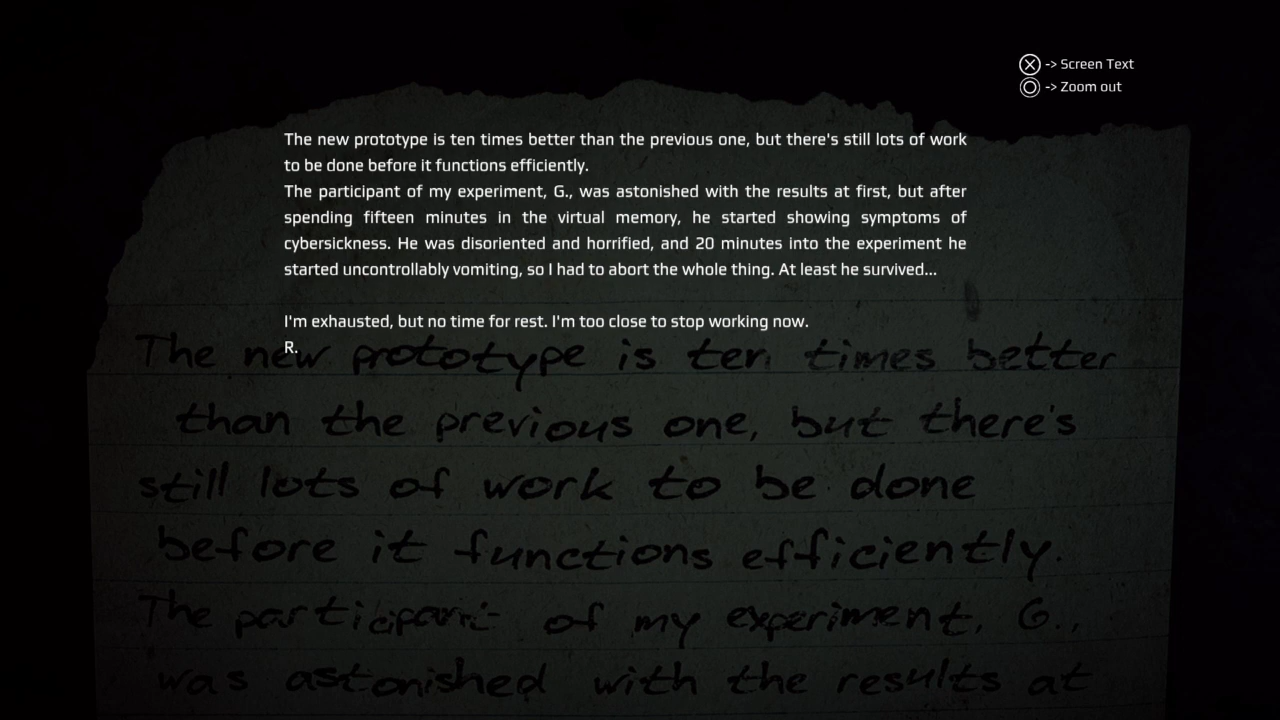 -> Screen Text
-> Zoom out
The new prototype is ten times better than the previous one, but there's still lots of work
to be done before it functions efficiently.
The participant of my experiment, G., was astonished with the results at first, but after
spending fifteen minutes in the virtual memory, he started showing symptoms of
cybersickness. He was disoriented and horrified, and 20 minutes into the experiment he
started uncontrollably vomiting, so I had to abort the whole thing. At least he survived...
I'm exhausted, but no time for rest. I'm too close to stop working now.
R.
The new prototype is ten times better
than the previous one, but there's
still lots of work to be done
before it functions efficiently.
The participant of my experiment, G.,
was astonished with the results at